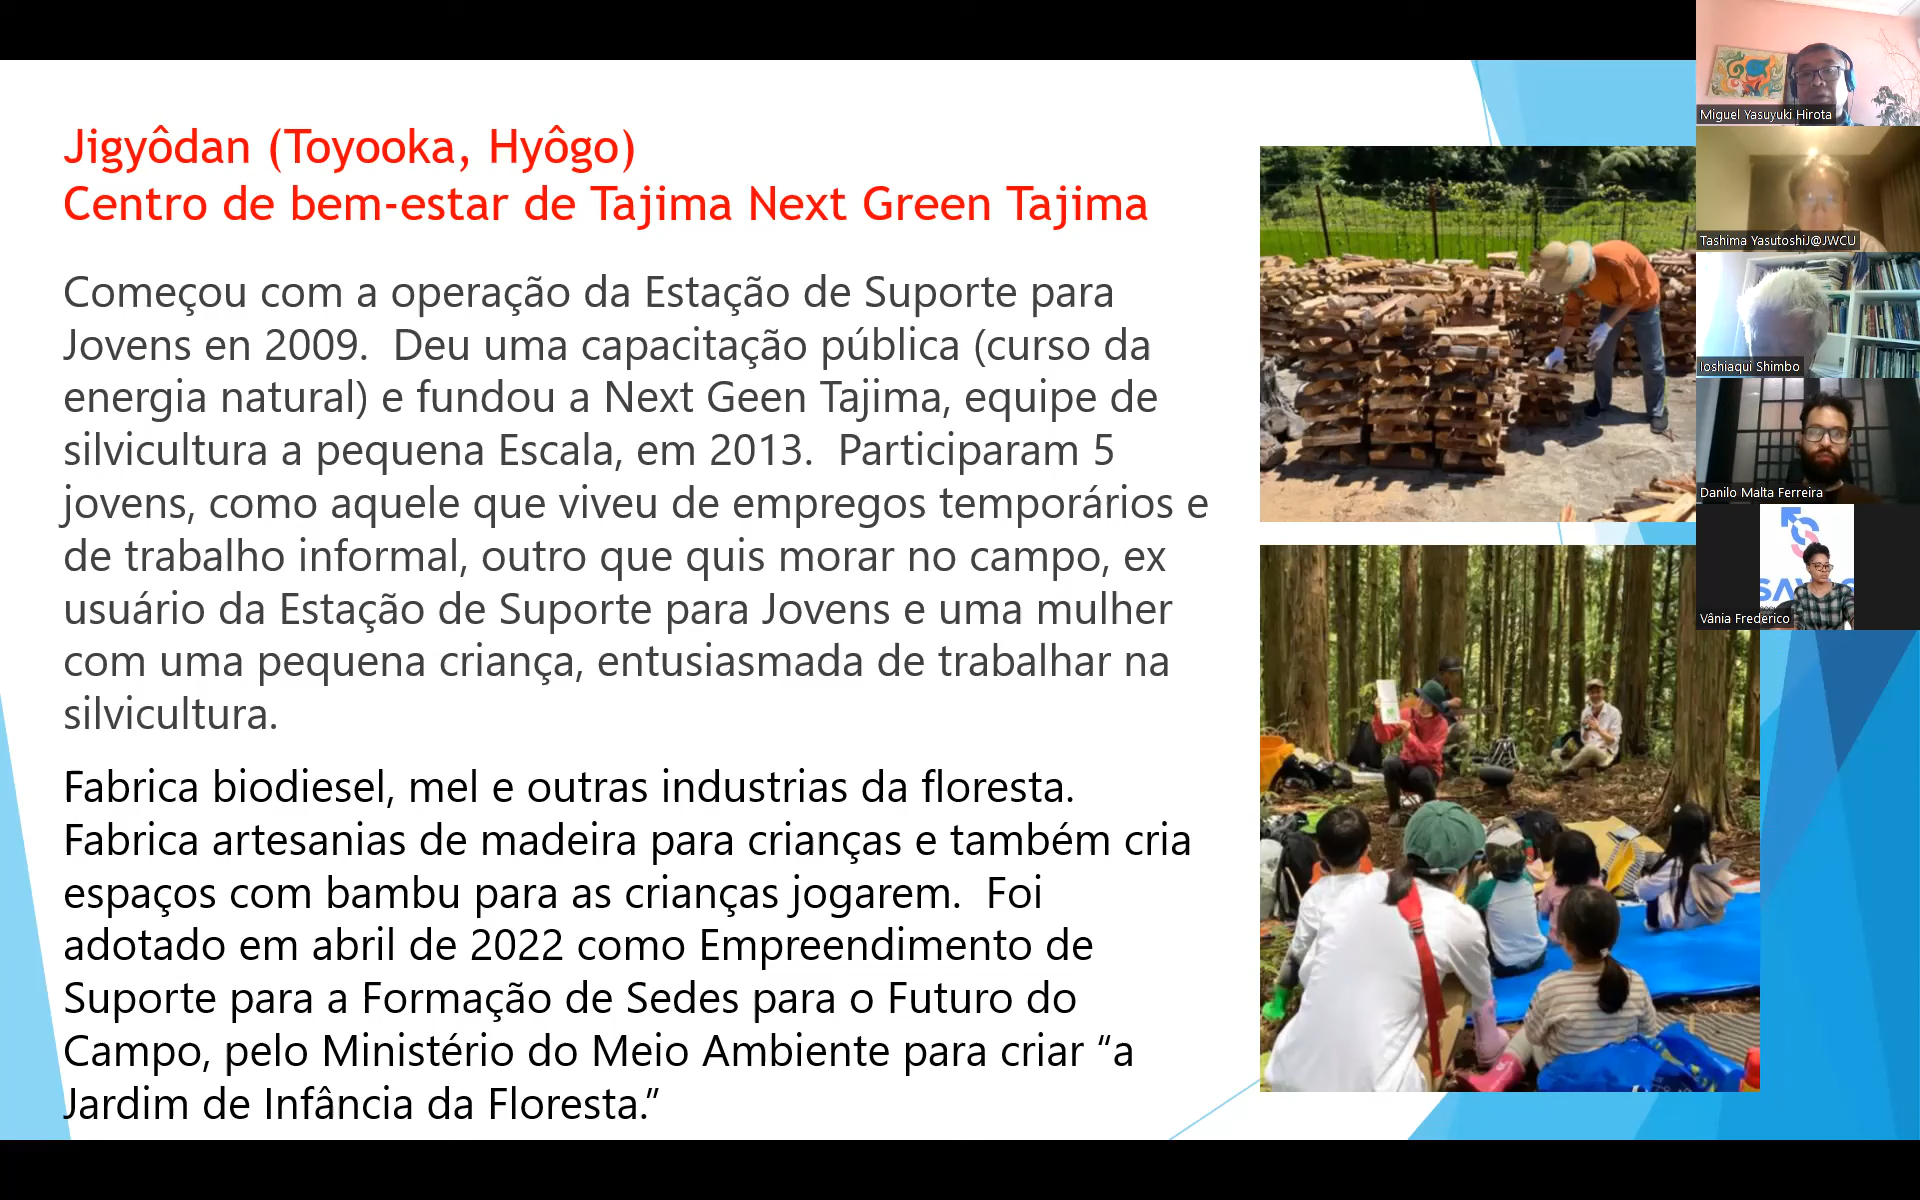 Jigyôdan (Toyooka, Hyôgo)
Centro de bem-estar de Tajima Next Green Tajima
Começou com a operação da Estação de Suporte para
Jovens en 2009.  Deu uma capacitação pública (curso da
energia natural) e fundou a Next Geen Tajima, equipe de
silvicultura a pequena Escala, em 2013.  Participaram 5
jovens, como aquele que viveu de empregos temporários e
de trabalho informal, outro que quis morar no campo, ex
usuário da Estação de Suporte para Jovens e uma mulher
com uma pequena criança, entusiasmada de trabalhar na
silvicultura.
Fabrica biodiesel, mel e outras industrias da floresta.
Fabrica artesanias de madeira para crianças e também cria
espaços com bambu para as crianças jogarem.  Foi
adotado em abril de 2022 como Empreendimento de
Suporte para a Formação de Sedes para o Futuro do
Campo, pelo Ministério do Meio Ambiente para criar “a
Jardim de Infância da Floresta.”
Miguel Yasuyuki Hirota
Tashima YasutoshiJ@JWCU
Ioshiaqui Shimbo
Danilo Malta Ferreira
Vânia Frederico